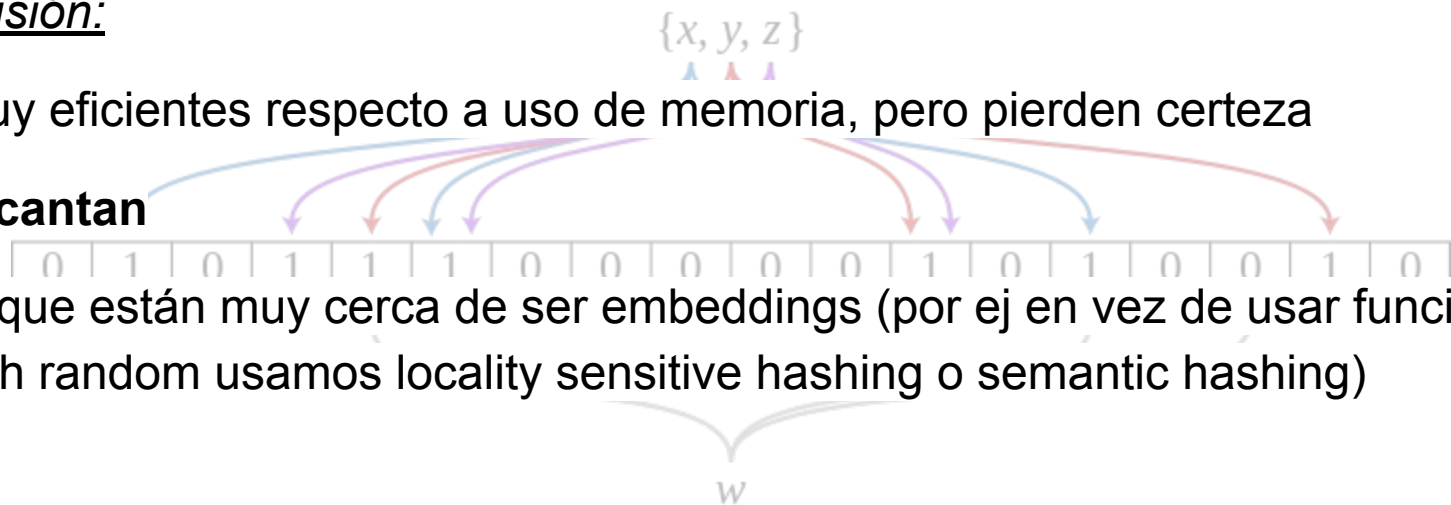 usión:
{x, y, z}
uy eficientes respecto a uso de memoria, pero pierden certeza
cantan
0 1 0 1 1 1 0 0 0 0 0 1 0 1 0 0 1 0
que están muy cerca de ser embeddings (por ej en vez de usar funci
h random usamos locality sensitive hashing o semantic hashing)
w